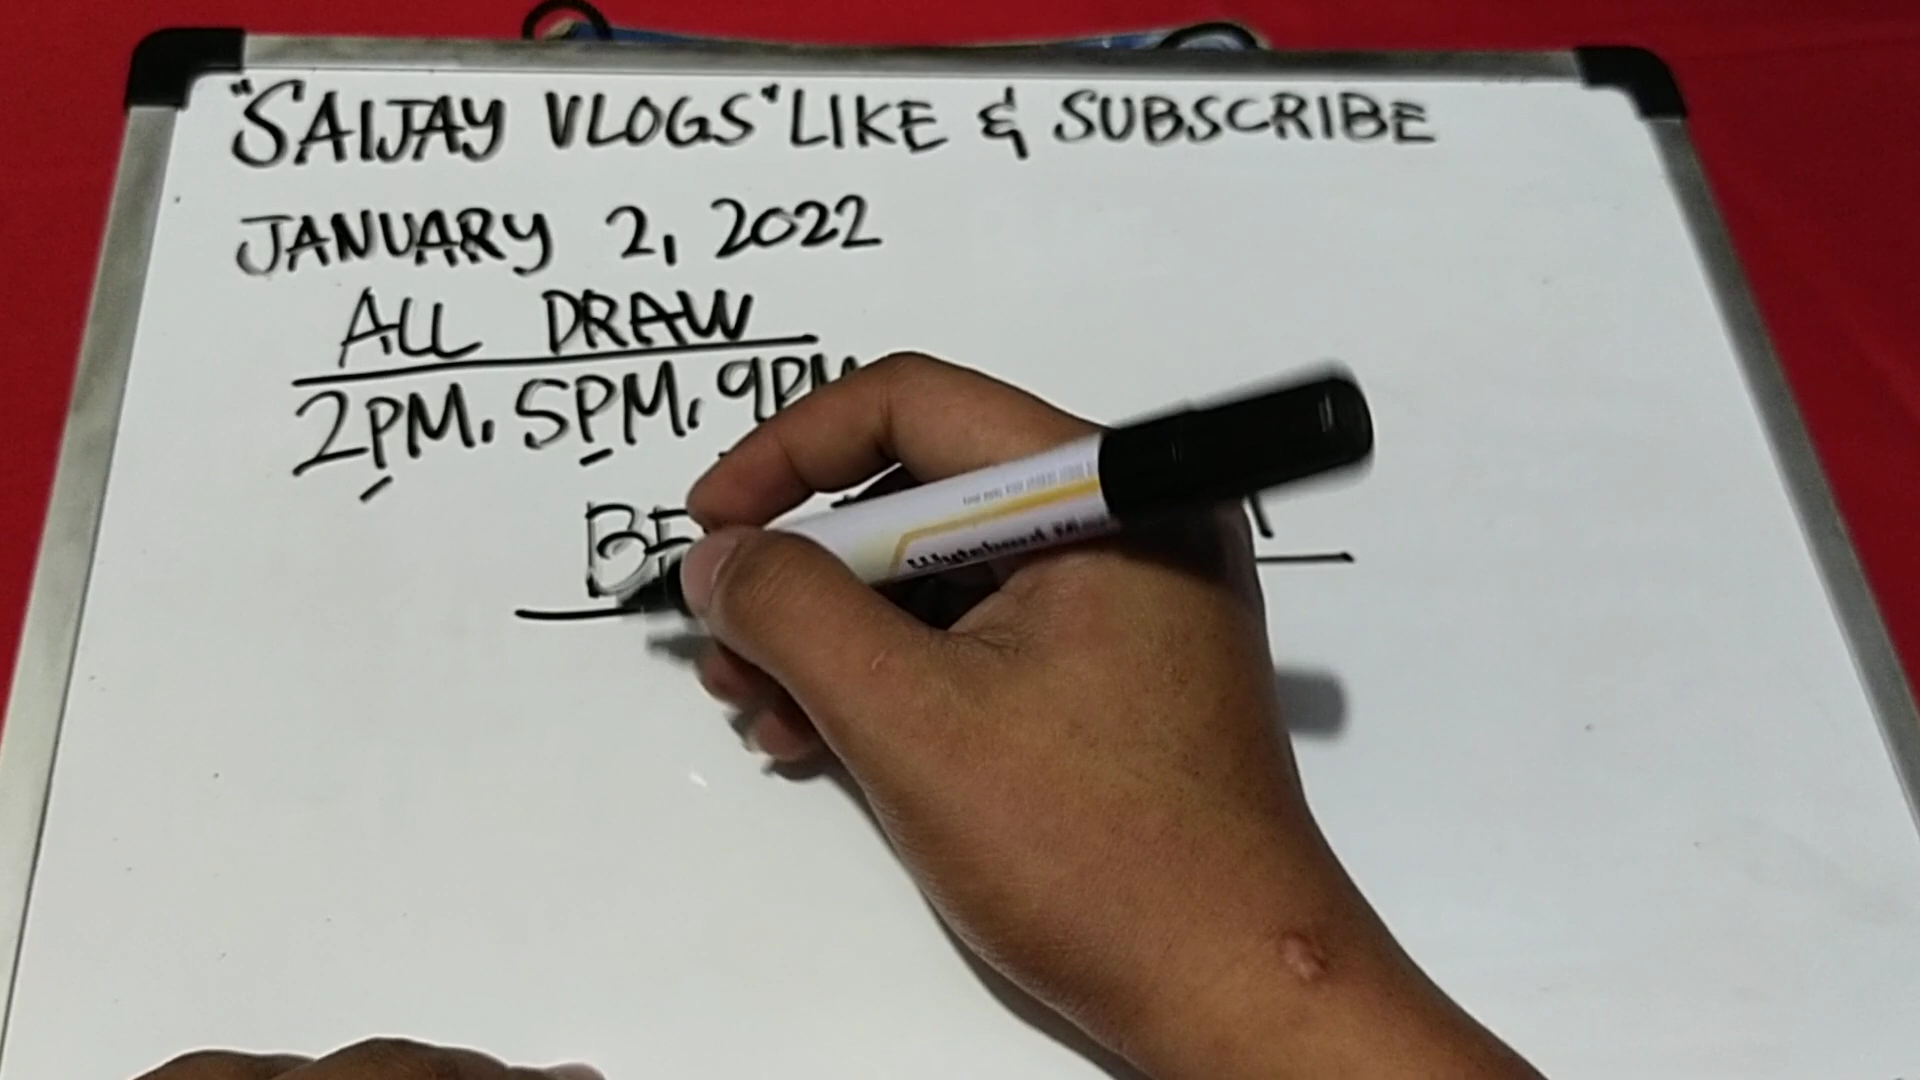 "SAIJAY VLOGS" LIKE & SUBSCRIBE
JANUARY 2, 2022
ALL DRAW
2PM, 5PM, 9PM